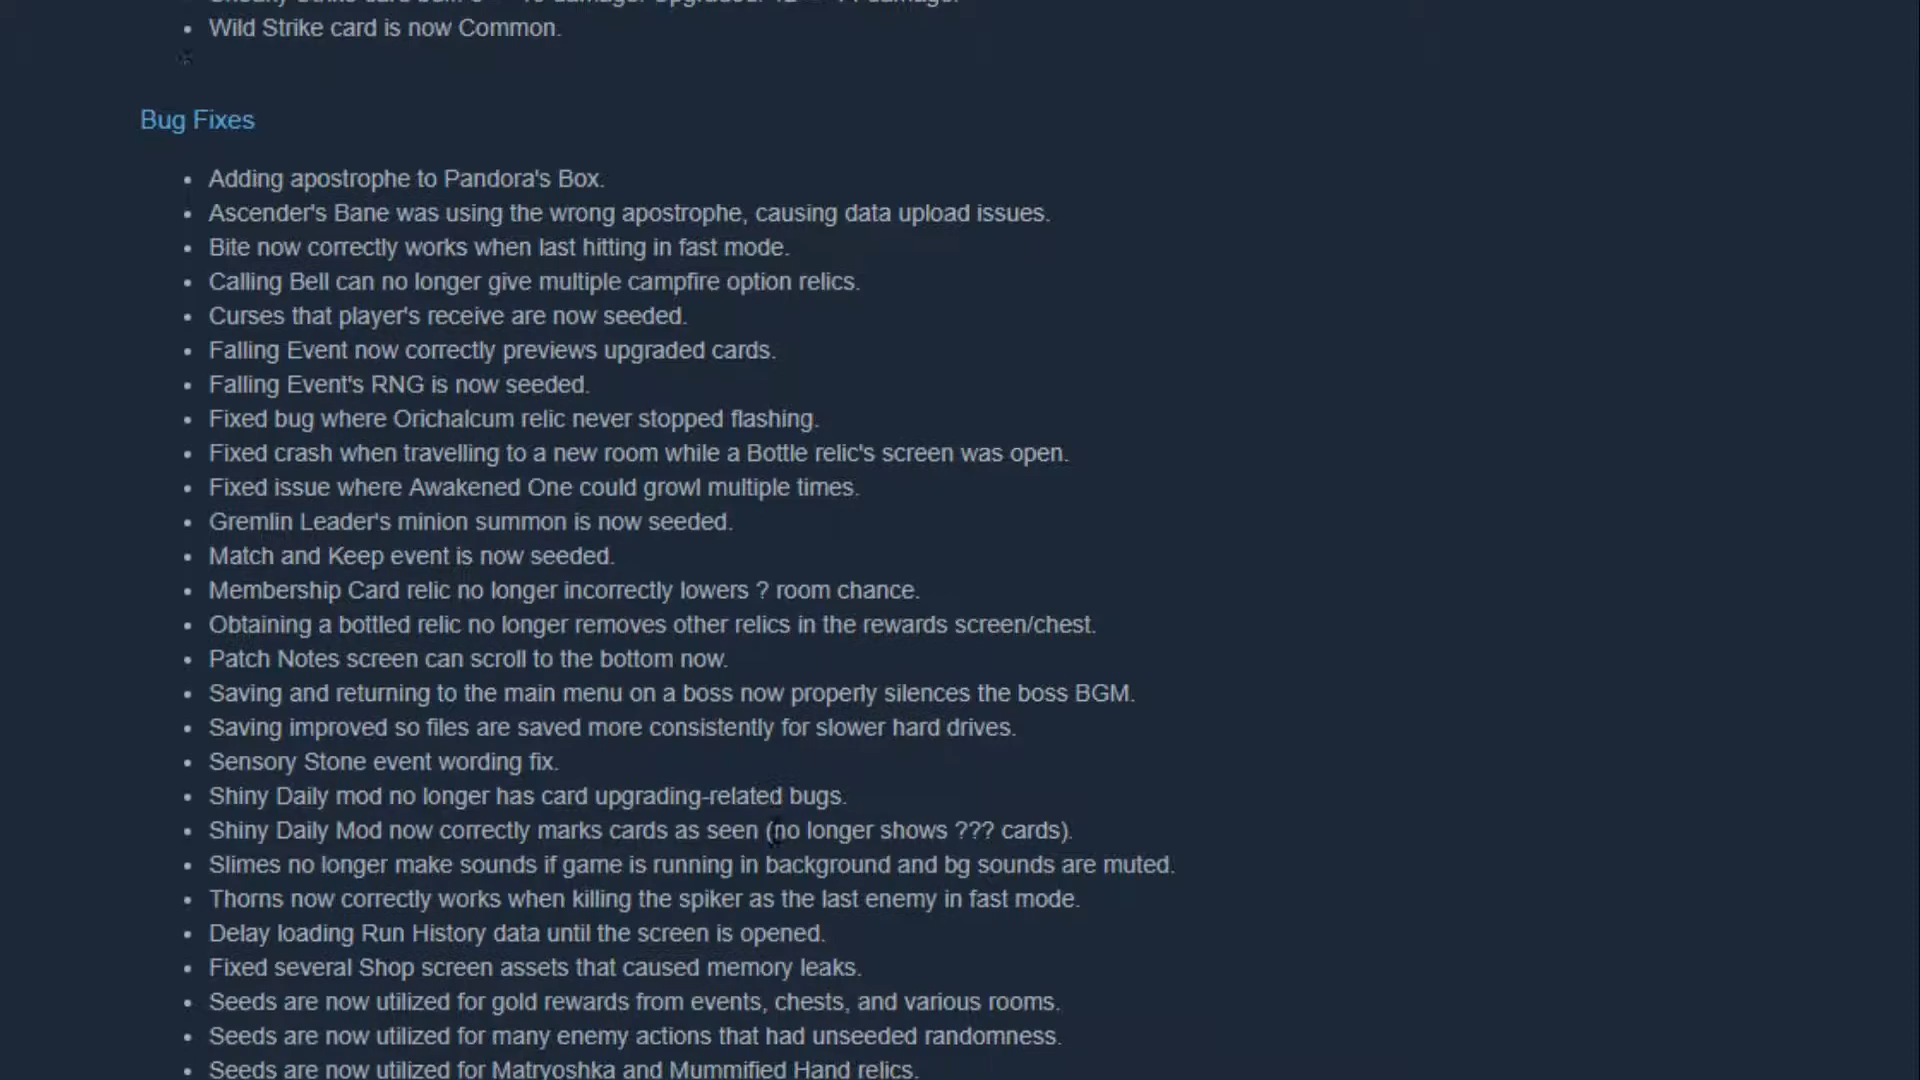 Wild Strike card is now Common.
Bug Fixes
• Adding apostrophe to Pandora's Box.
• Ascender's Bane was using the wrong apostrophe, causing data upload issues.
• Bite now correctly works when last hitting in fast mode.
• Calling Bell can no longer give multiple campfire option relics.
• Curses that player's receive are now seeded.
• Falling Event now correctly previews upgraded cards.
• Falling Event's RNG is now seeded.
• Fixed bug where Orichalcum relic never stopped flashing.
• Fixed crash when travelling to a new room while a Bottle relic's screen was open.
• Fixed issue where Awakened One could growl multiple times.
• Gremlin Leader's minion summon is now seeded.
• Match and Keep event is now seeded.
• Membership Card relic no longer incorrectly lowers ? room chance.
• Obtaining a bottled relic no longer removes other relics in the rewards screen/chest.
• Patch Notes screen can scroll to the bottom now.
• Saving and returning to the main menu on a boss now properly silences the boss BGM.
• Saving improved so files are saved more consistently for slower hard drives.
• Sensory Stone event wording fix.
• Shiny Daily mod no longer has card upgrading-related bugs.
• Shiny Daily Mod now correctly marks cards as seen (no longer shows ??? cards).
• Slimes no longer make sounds if game is running in background and bg sounds are muted.
• Thorns now correctly works when killing the spiker as the last enemy in fast mode.
• Delay loading Run History data until the screen is opened.
• Fixed several Shop screen assets that caused memory leaks.
• Seeds are now utilized for gold rewards from events, chests, and various rooms.
• Seeds are now utilized for many enemy actions that had unseeded randomness.
• Seeds are now utilized for Matryoshka and Mummified Hand relics.